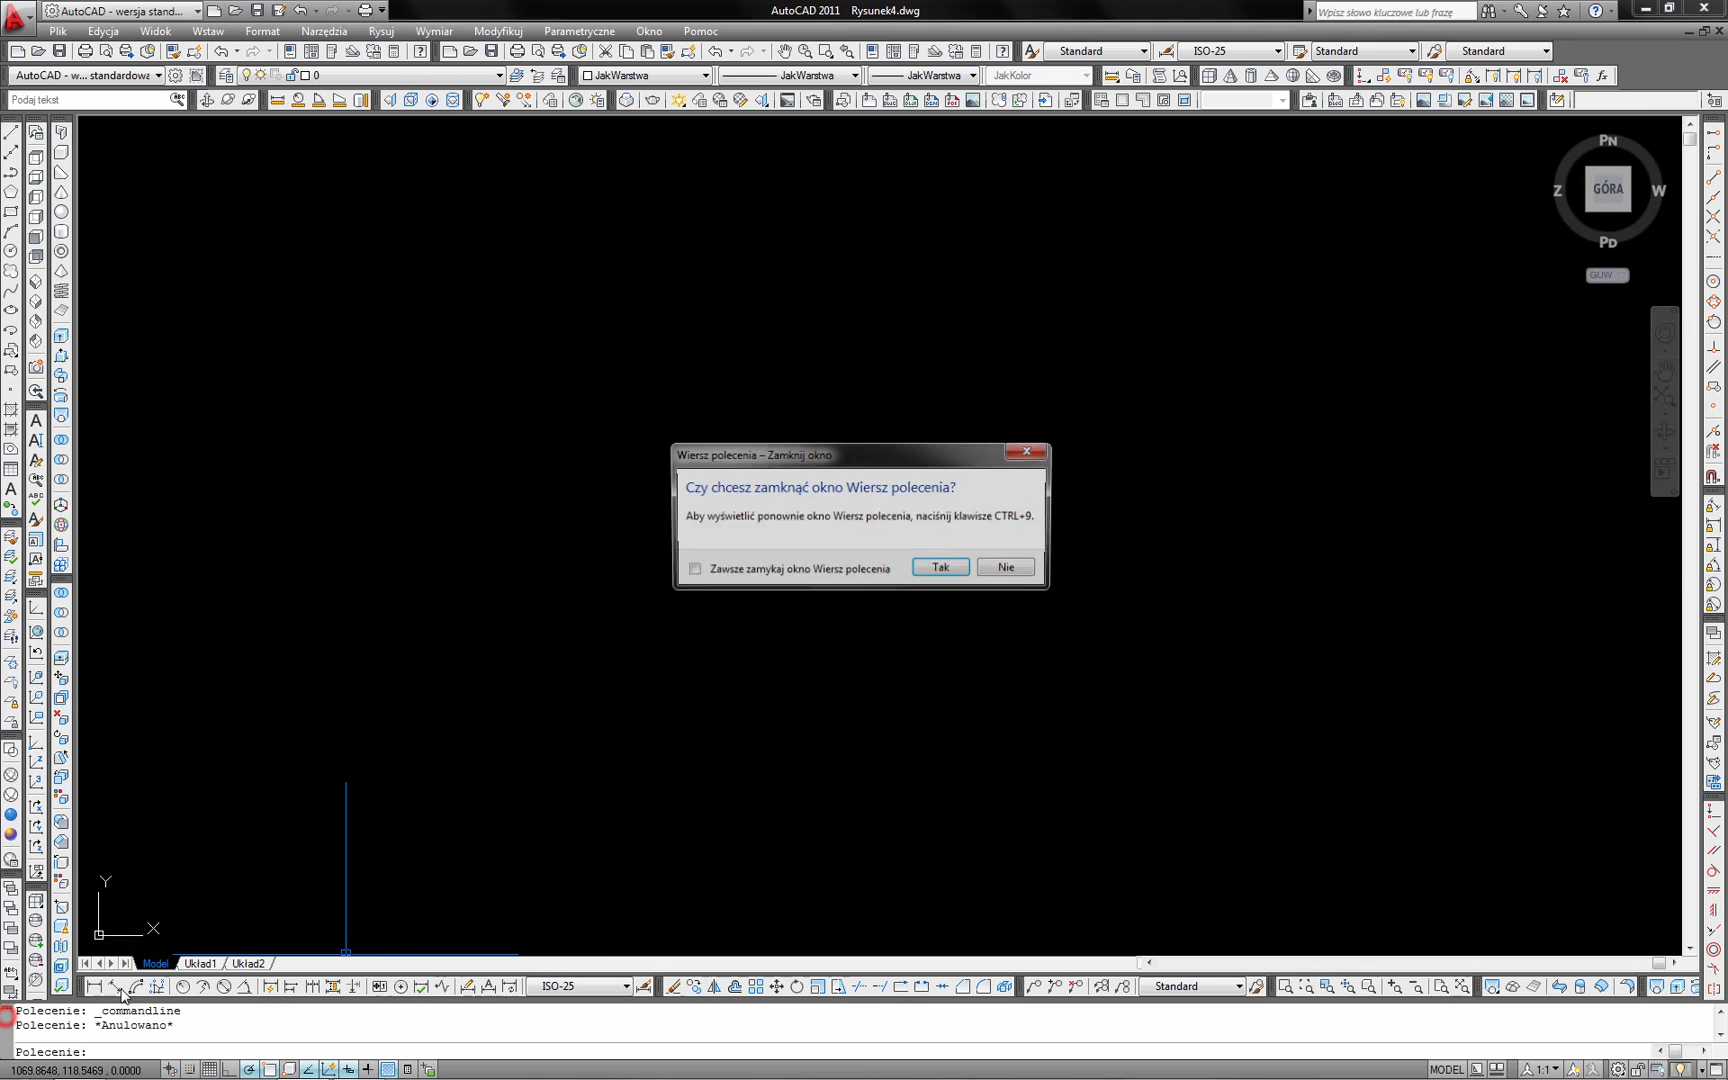 AutoCAD - wersja stand...
AutoCAD 2011 Rysunek4.dwg
Wpisz słowo kluczowe lub frazę
Plik Edycja Widok Wstaw Format Narzędzia Rysuj Wymiar Modyfikuj Parametryczne Okno Pomoc
Standard ISO-25 Standard Standard
AutoCAD - w... standardowa 0 JakWarstwa JakWarstwa JakWarstwa JakKolor
Podaj tekst
PN
Z GÓRA W
PD
GUW
Wiersz polecenia – Zamknij okno
Czy chcesz zamknąć okno Wiersz polecenia?
Aby wyświetlić ponownie okno Wiersz polecenia, naciśnij klawisze CTRL+9.
Zawsze zamykaj okno Wiersz polecenia Tak Nie
Y
X
Model Układ1 Układ2
ISO-25 Standard
Polecenie: _commandline
Polecenie: *Anulowano*
Polecenie:
1069.8648, 118.5469, 0.0000 MODEL 1:1